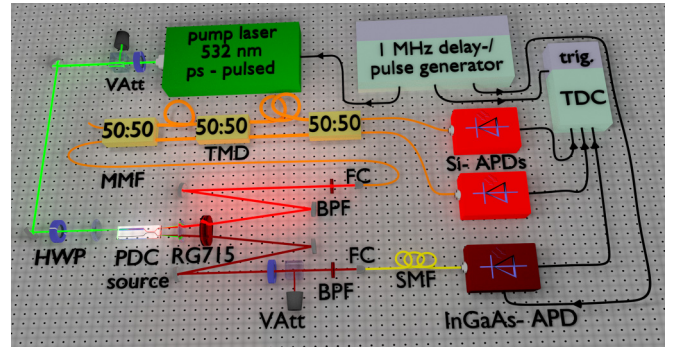 pump laser
532 nm
ps - pulsed
1 MHz delay-/
pulse generator
trig.
TDC
VAtt
50:50
50:50
50:50
TMD
MMF
Si- APDs
FC
BPF
HWP
PDC
source
RG715
FC
BPF
SMF
VAtt
InGaAs- APD